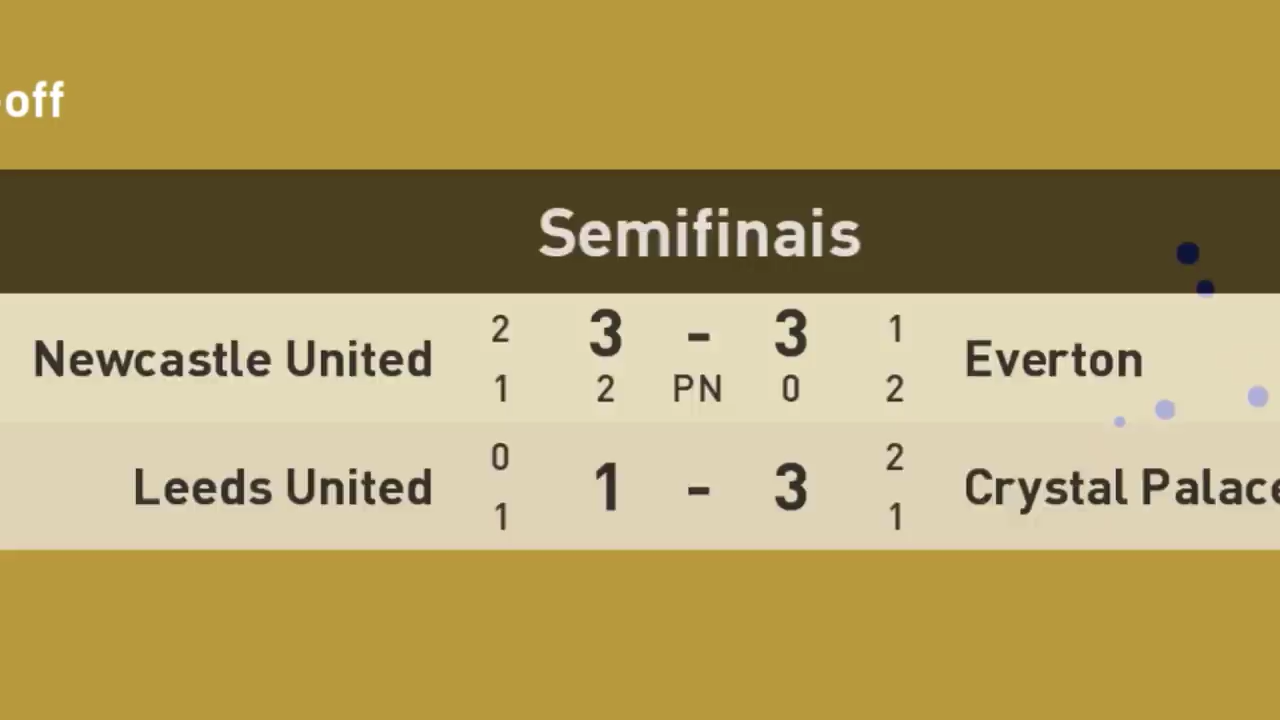 -off
Semifinais
2 3 - 3 1
Newcastle United Everton
1 2 PN 0 2
0 2
Leeds United 1 - 3 Crystal Palace
1 1